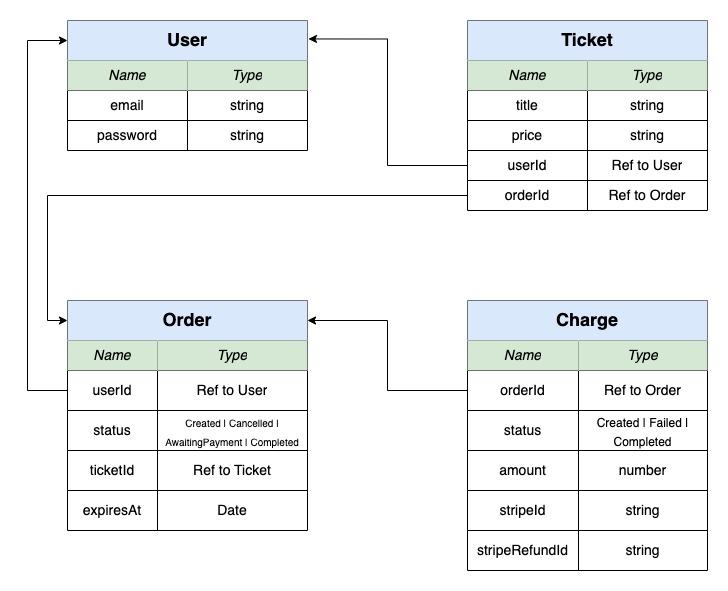 User
Name Type
email string
password string
Ticket
Name Type
title string
price string
userId Ref to User
orderId Ref to Order
Order
Name Type
userId Ref to User
status Created | Cancelled |
AwaitingPayment | Completed
ticketId Ref to Ticket
expiresAt Date
Charge
Name Type
orderId Ref to Order
status Created | Failed |
Completed
amount number
stripeId string
stripeRefundId string